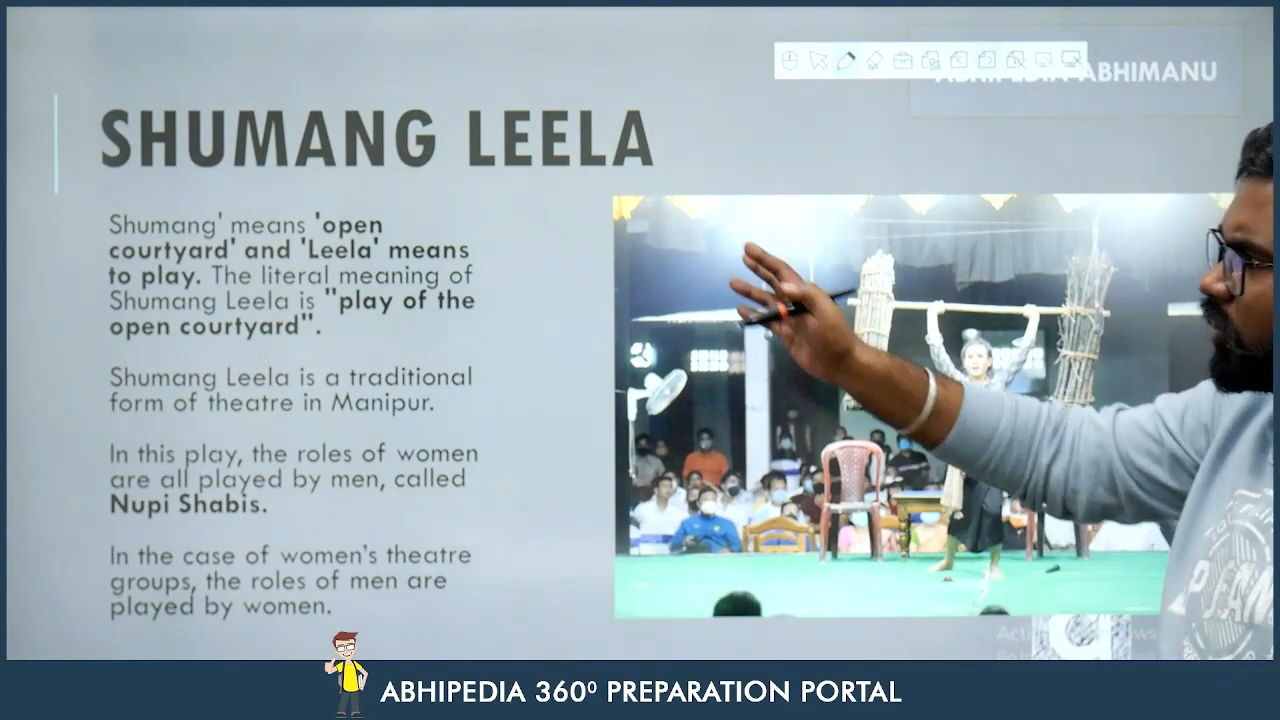 ABHIMANU
SHUMANG LEELA
Shumang' means 'open
courtyard' and 'Leela' means
to play. The literal meaning of
Shumang Leela is "play of the
open courtyard".
Shumang Leela is a traditional
form of theatre in Manipur.
In this play, the roles of women
are all played by men, called
Nupi Shabis.
In the case of women's theatre
groups, the roles of men are
played by women.
ABHIPEDIA 360⁰ PREPARATION PORTAL